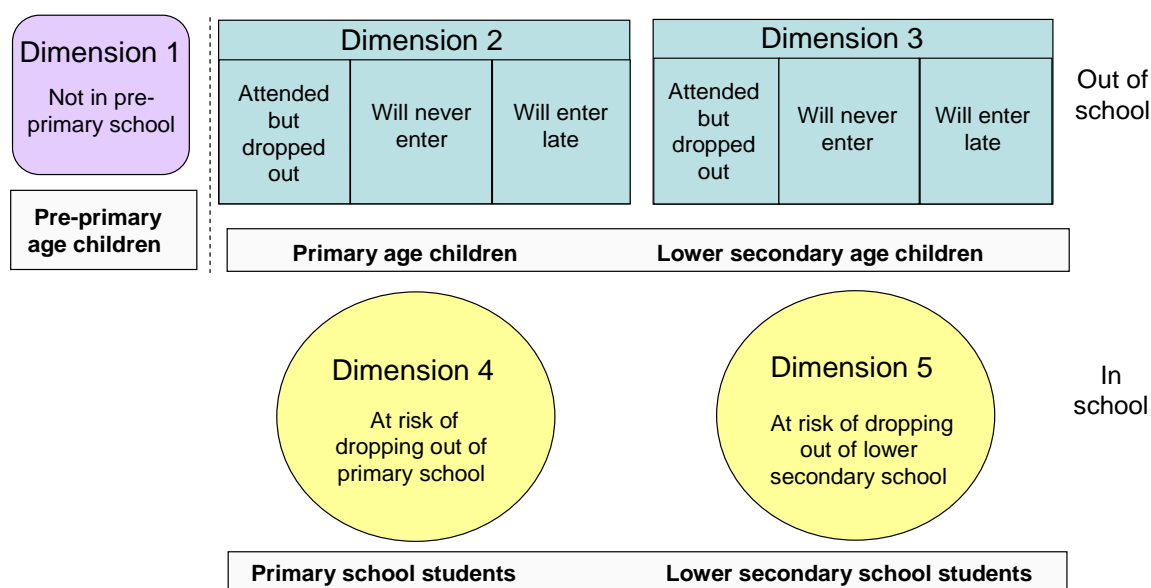 Dimension 1
Not in pre-
primary school
Pre-primary
age children
Dimension 2
Attended
but
dropped
out
Will never
enter
Will enter
late
Dimension 3
Attended
but
dropped
out
Will never
enter
Will enter
late
Out of
school
Primary age children
Lower secondary age children
Dimension 4
At risk of
dropping out of
primary school
Dimension 5
At risk of dropping
out of lower
secondary school
In
school
Primary school students
Lower secondary school students